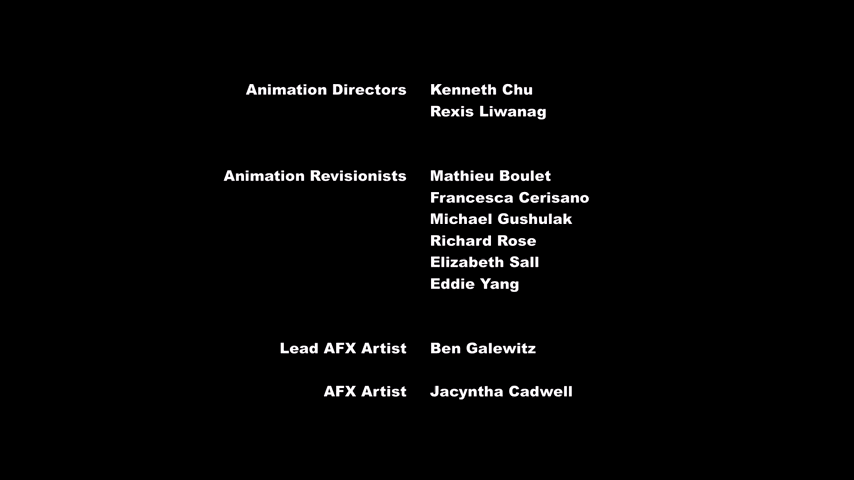 Animation Directors Kenneth Chu
Rexis Liwanag
Animation Revisionists Mathieu Boulet
Francesca Cerisano
Michael Gushulak
Richard Rose
Elizabeth Sall
Eddie Yang
Lead AFX Artist Ben Galewitz
AFX Artist Jacyntha Cadwell